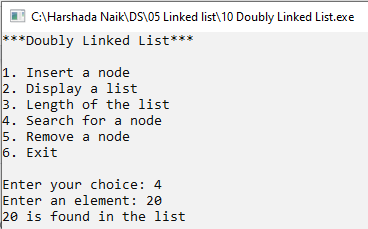 C:\Harshada Naik\DS\05 Linked list\10 Doubly Linked List.exe
***Doubly Linked List***
1. Insert a node
2. Display a list
3. Length of the list
4. Search for a node
5. Remove a node
6. Exit
Enter your choice: 4
Enter an element: 20
20 is found in the list